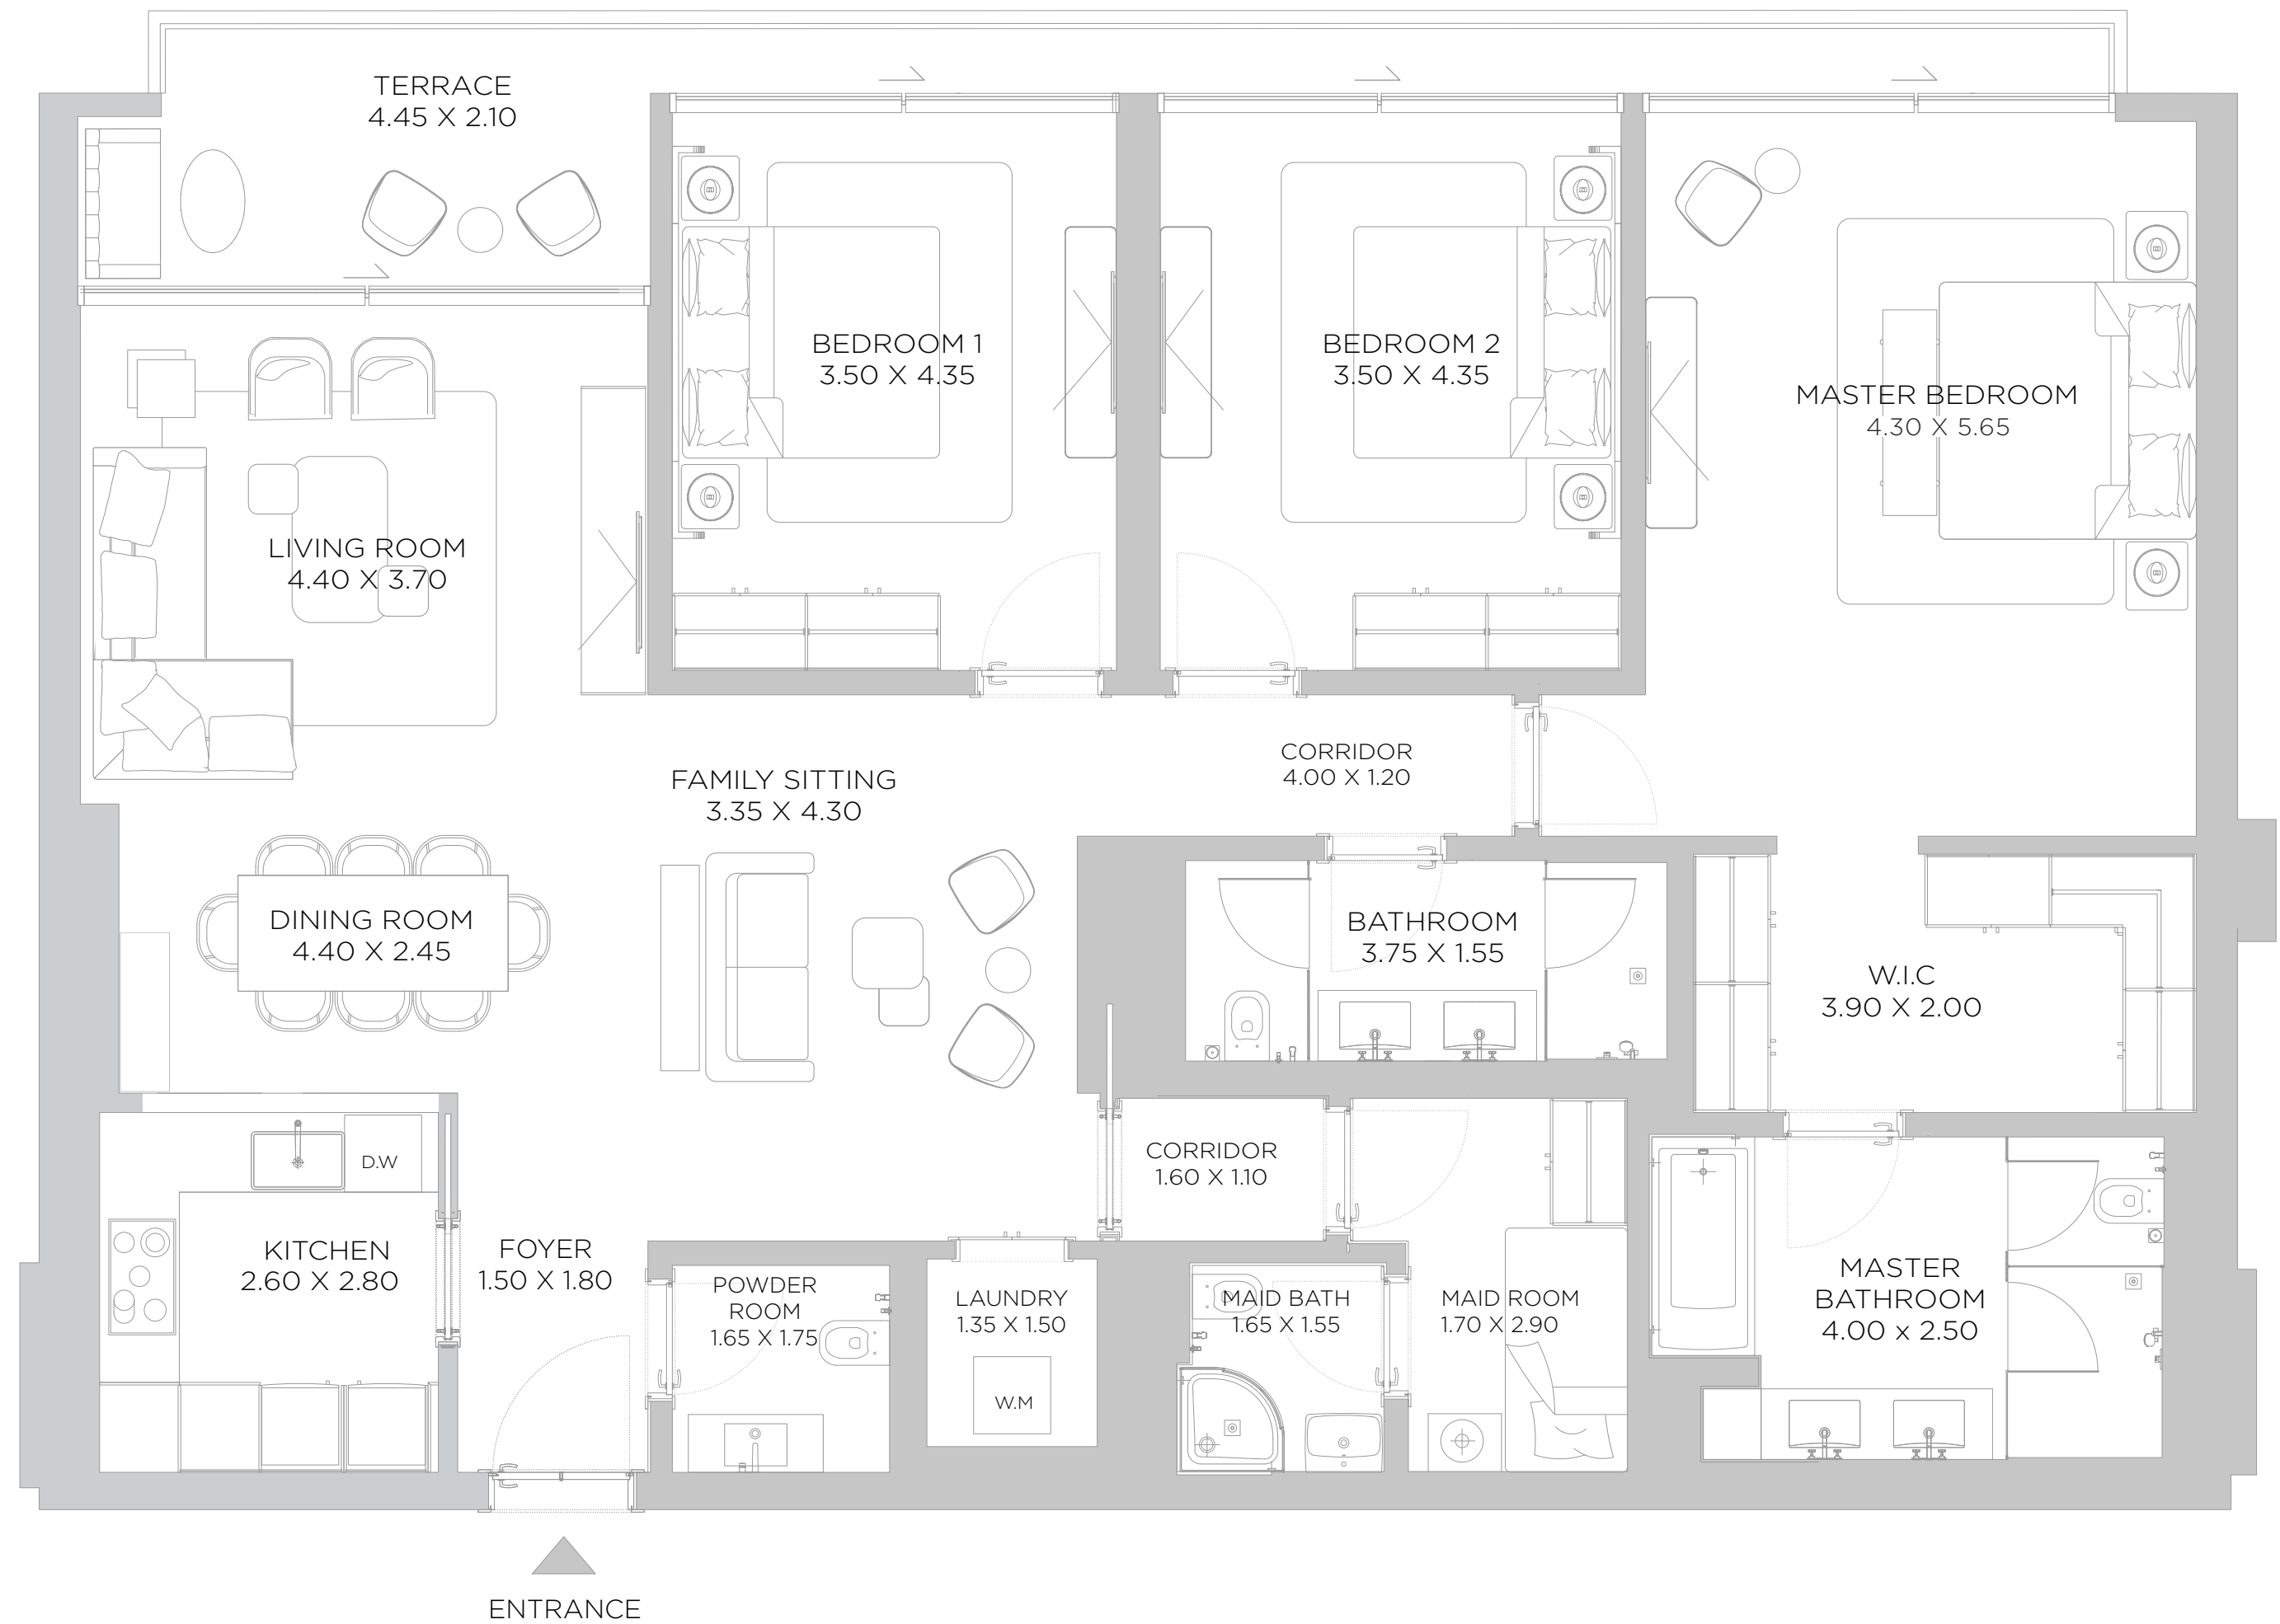 TERRACE
4.45 X 2.10
BEDROOM 1
3.50 X 4.35
BEDROOM 2
3.50 X 4.35
MASTER BEDROOM
4.30 X 5.65
LIVING ROOM
4.40 X 3.70
FAMILY SITTING
3.35 X 4.30
CORRIDOR
4.00 X 1.20
DINING ROOM
4.40 X 2.45
BATHROOM
3.75 X 1.55
W.I.C
3.90 X 2.00
D.W
CORRIDOR
1.60 X 1.10
KITCHEN
2.60 X 2.80
FOYER
1.50 X 1.80
POWDER
ROOM
1.65 X 1.75
LAUNDRY
1.35 X 1.50
W.M
MAID BATH
1.65 X 1.55
MAID ROOM
1.70 X 2.90
MASTER
BATHROOM
4.00 x 2.50
ENTRANCE